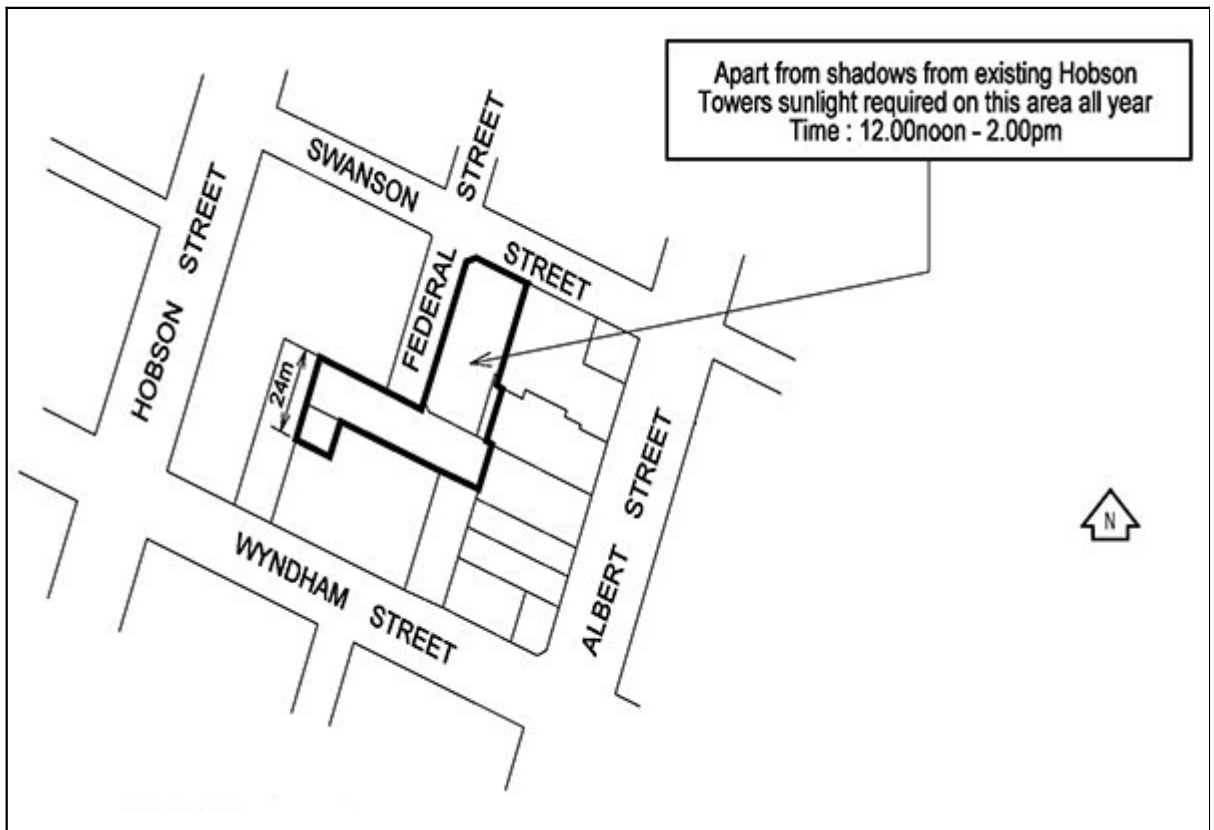 Apart from shadows from existing Hobson
Towers sunlight required on this area all year
Time : 12.00noon - 2.00pm
SWANSON
STREET
STREET
HOBSON STREET
FEDERAL
24m
ALBERT STREET
WYNDHAM STREET
N